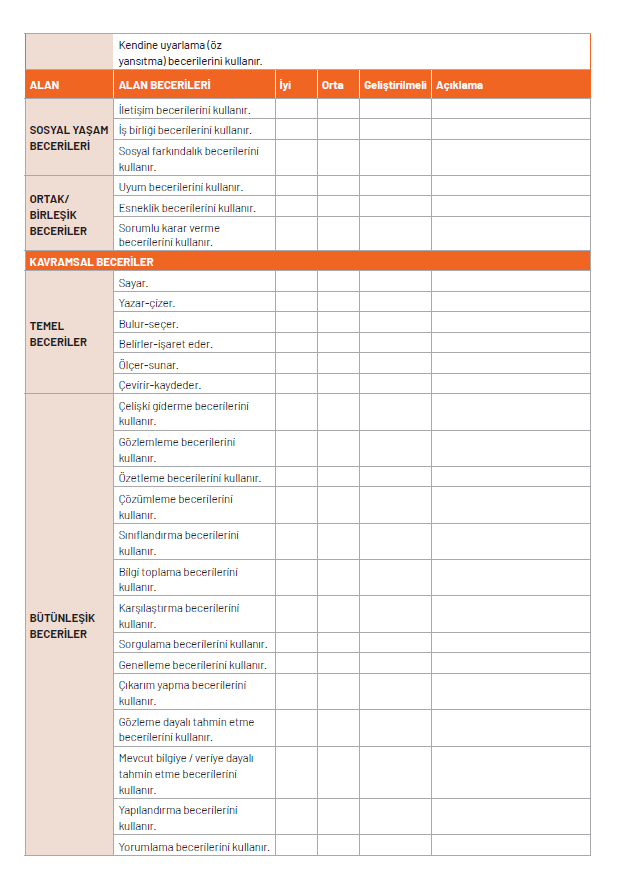 Kendine uyarlama (öz
yansıtma) becerilerini kullanır.
ALAN ALAN BECERİLERİ İyi Orta Geliştirilmeli Açıklama
SOSYAL YAŞAM
BECERİLERİ
İletişim becerilerini kullanır.
İş birliği becerilerini kullanır.
Sosyal farkındalık becerilerini
kullanır.
ORTAK/
BİRLEŞİK
BECERİLER
Uyum becerilerini kullanır.
Esneklik becerilerini kullanır.
Sorumlu karar verme
becerilerini kullanır.
KAVRAMSAL BECERİLER
TEMEL
BECERİLER
Sayar.
Yazar-çizer.
Bulur-seçer.
Belirler-işaret eder.
Ölçer-sunar.
Çevirir-kaydeder.
BÜTÜNLEŞİK
BECERİLER
Çelişki giderme becerilerini
kullanır.
Gözlemleme becerilerini
kullanır.
Özetleme becerilerini kullanır.
Çözümleme becerilerini
kullanır.
Sınıflandırma becerilerini
kullanır.
Bilgi toplama becerilerini
kullanır.
Karşılaştırma becerilerini
kullanır.
Sorgulama becerilerini kullanır.
Genelleme becerilerini kullanır.
Çıkarım yapma becerilerini
kullanır.
Gözleme dayalı tahmin etme
becerilerini kullanır.
Mevcut bilgiye / veriye dayalı
tahmin etme becerilerini
kullanır.
Yapılandırma becerilerini
kullanır.
Yorumlama becerilerini kullanır.